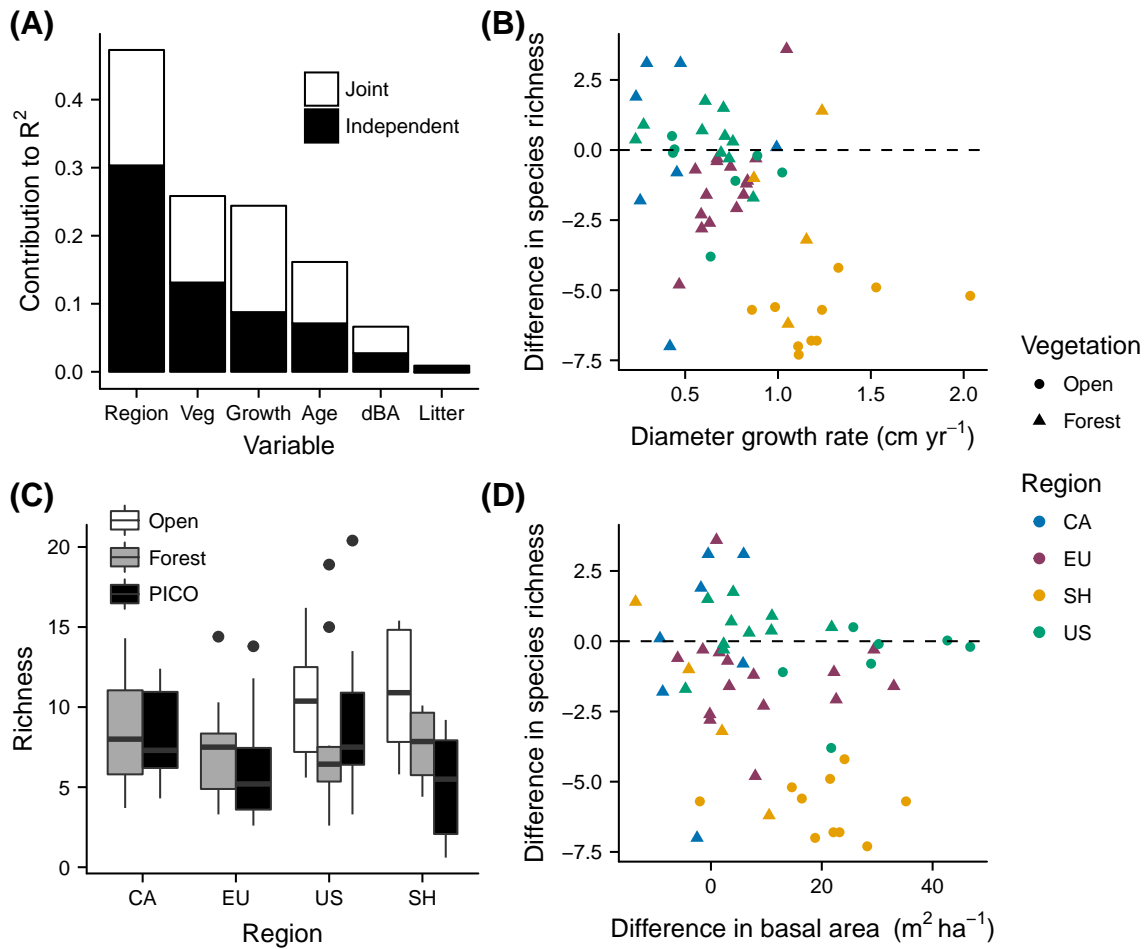 (A)
Contribution to R²
0.4
0.3
0.2
0.1
0.0
Joint
Independent
Region Veg Growth Age dBA Litter
Variable
(B)
Difference in species richness
2.5
0.0
−2.5
−5.0
−7.5
0.5 1.0 1.5 2.0
Diameter growth rate (cm yr⁻¹)
Vegetation
Open
Forest
Region
CA
EU
SH
US
(C)
Richness
20
15
10
5
0
Open
Forest
PICO
CA EU US SH
Region
(D)
Difference in species richness
2.5
0.0
−2.5
−5.0
−7.5
0 20 40
Difference in basal area (m² ha⁻¹)